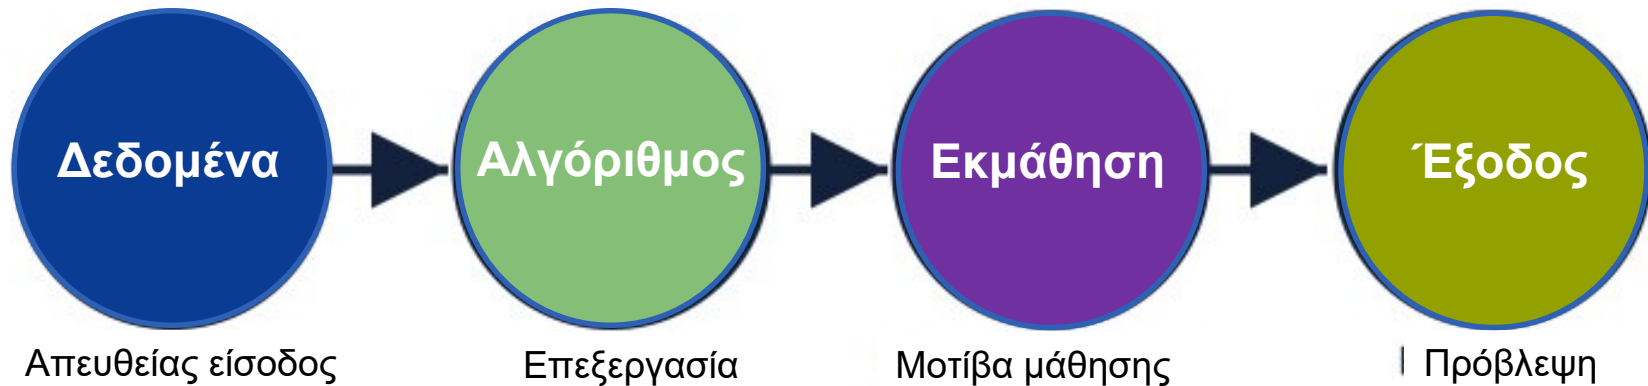 Δεδομένα
Αλγόριθμος
Εκμάθηση
Έξοδος
Απευθείας είσοδος
Επεξεργασία
Μοτίβα μάθησης
Πρόβλεψη